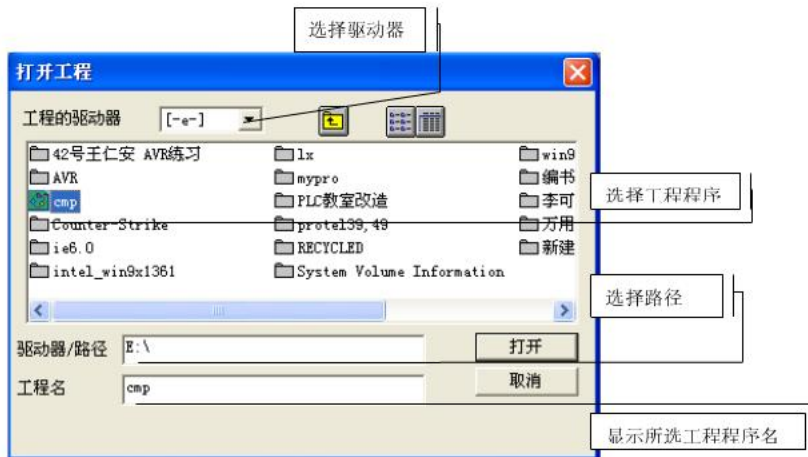 选择驱动器
打开工程
工程的驱动器 [-e-]
42号王仁安 AVR练习 lx win9
AVR mypro 编书
cmp PLC教室改造 李可
选择工程程序
Counter-Strike protel39,49 万用
ie6.0 RECYCLED 新建
intel_win9x1361 System Volume Information
选择路径
驱动器/路径 E:\ 打开
工程名 cmp 取消
显示所选工程程序名